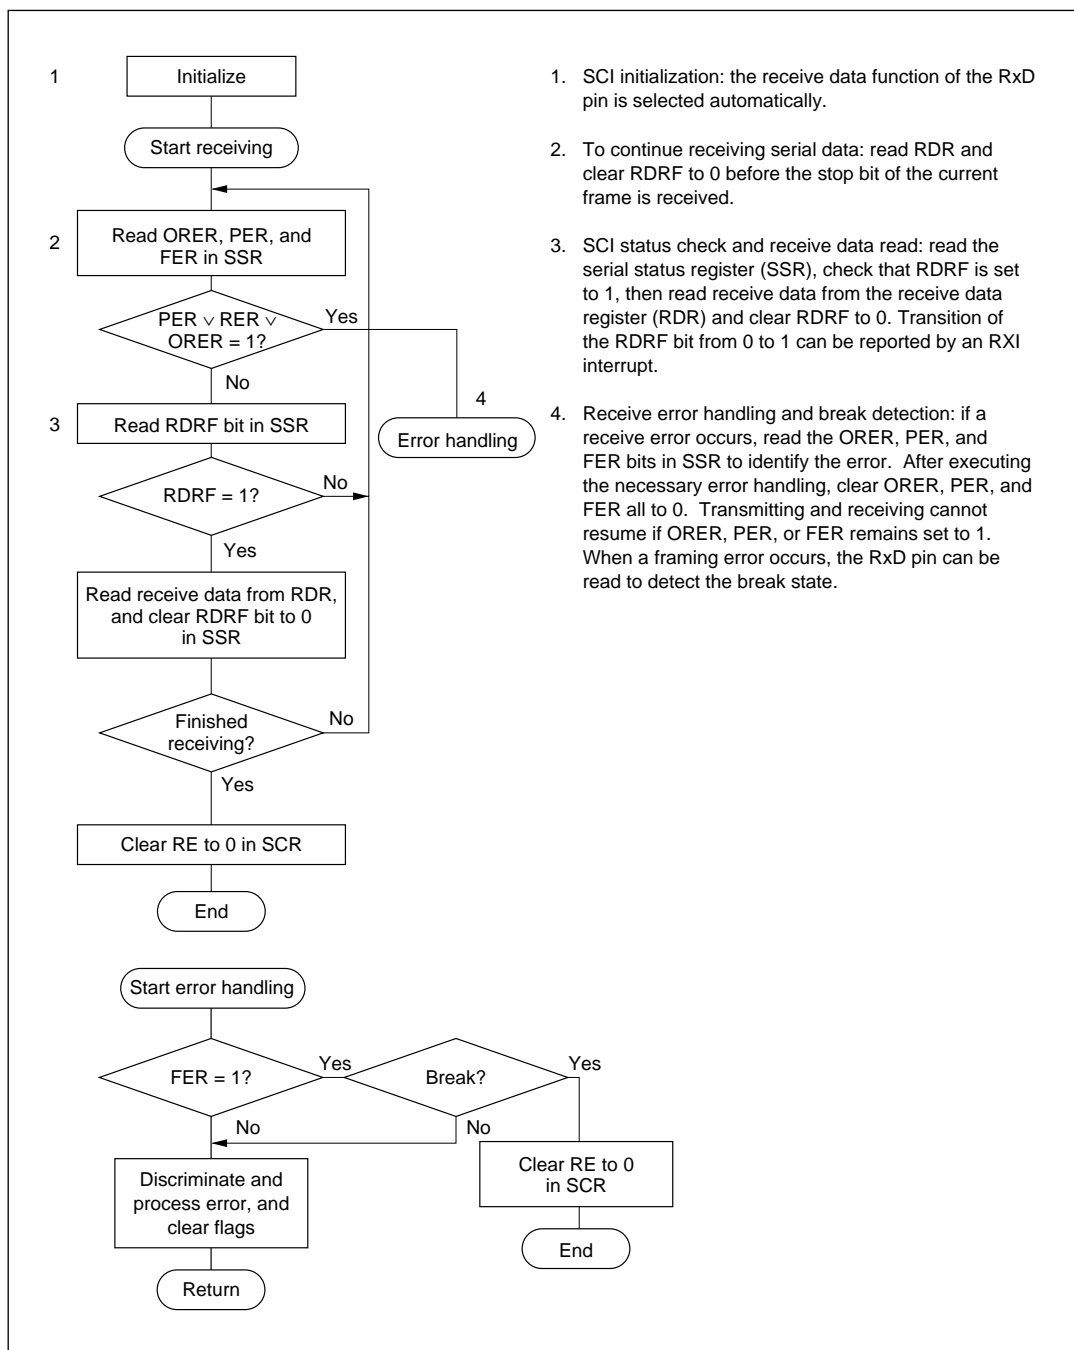 1
Initialize
Start receiving
2
Read ORER, PER, and
FER in SSR
PER ∨ RER ∨
ORER = 1?
Yes
No
4
Error handling
3
Read RDRF bit in SSR
RDRF = 1?
No
Yes
Read receive data from RDR,
and clear RDRF bit to 0
in SSR
Finished
receiving?
No
Yes
Clear RE to 0 in SCR
End
Start error handling
FER = 1?
Yes
Break?
Yes
No
No
Discriminate and
process error, and
clear flags
Clear RE to 0
in SCR
End
Return
1. SCI initialization: the receive data function of the RxD
pin is selected automatically.
2. To continue receiving serial data: read RDR and
clear RDRF to 0 before the stop bit of the current
frame is received.
3. SCI status check and receive data read: read the
serial status register (SSR), check that RDRF is set
to 1, then read receive data from the receive data
register (RDR) and clear RDRF to 0. Transition of
the RDRF bit from 0 to 1 can be reported by an RXI
interrupt.
4. Receive error handling and break detection: if a
receive error occurs, read the ORER, PER, and
FER bits in SSR to identify the error. After executing
the necessary error handling, clear ORER, PER, and
FER all to 0. Transmitting and receiving cannot
resume if ORER, PER, or FER remains set to 1.
When a framing error occurs, the RxD pin can be
read to detect the break state.